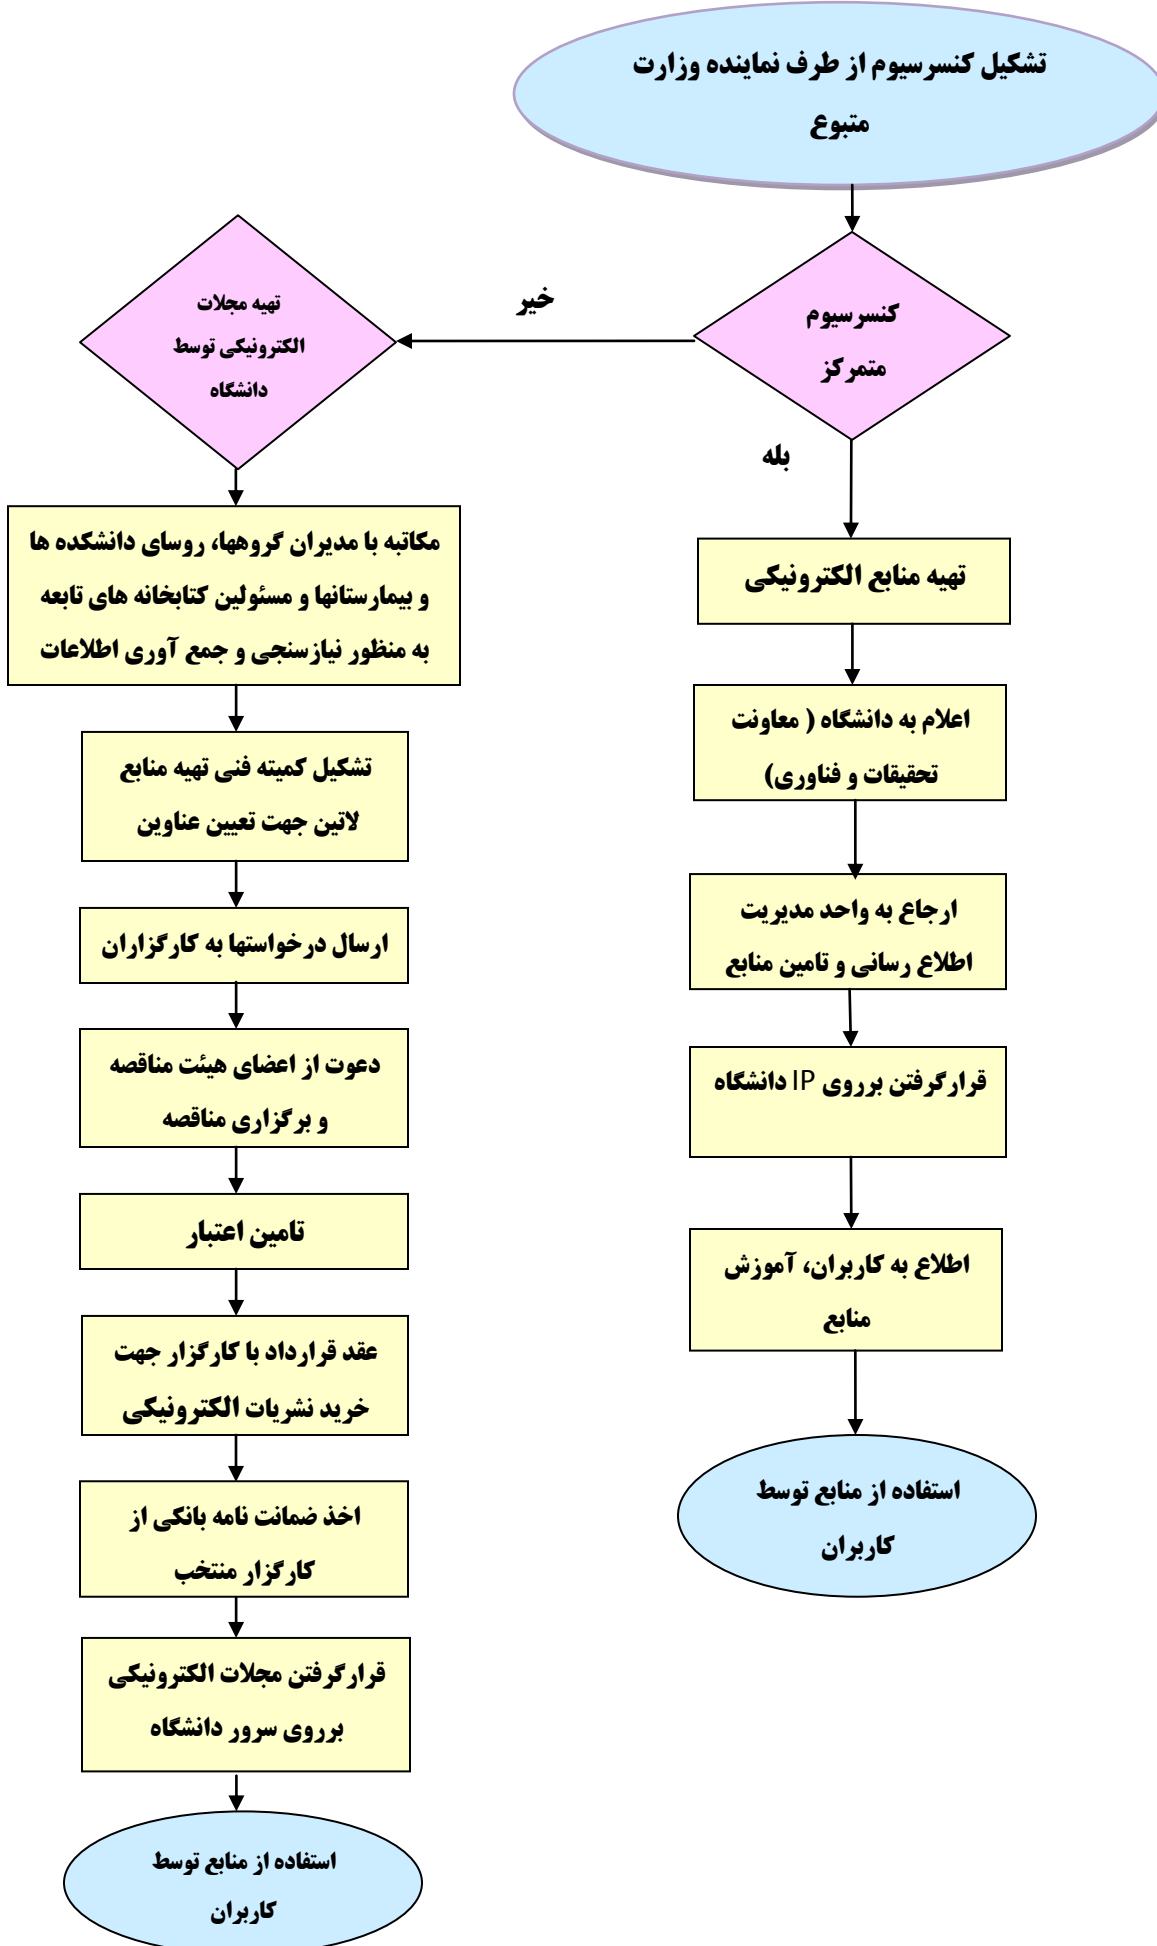 تشکیل کنسرسیوم از طرف نماینده وزارت
متبوع
کنسرسیوم
متمرکز
خیر
تهیه مجلات
الکترونیکی توسط
دانشگاه
بله
تهیه منابع الکترونیکی
اعلام به دانشگاه ( معاونت
تحقیقات و فناوری)
ارجاع به واحد مدیریت
اطلاع رسانی و تامین منابع
قرارگرفتن برروی IP دانشگاه
اطلاع به کاربران، آموزش
منابع
استفاده از منابع توسط
کاربران
مکاتبه با مدیران گروهها، روسای دانشکده ها
و بیمارستانها و مسئولین کتابخانه های تابعه
به منظور نیازسنجی و جمع آوری اطلاعات
تشکیل کمیته فنی تهیه منابع
لاتین جهت تعیین عناوین
ارسال درخواستها به کارگزاران
دعوت از اعضای هیئت مناقصه
و برگزاری مناقصه
تامین اعتبار
عقد قرارداد با کارگزار جهت
خرید نشریات الکترونیکی
اخذ ضمانت نامه بانکی از
کارگزار منتخب
قرارگرفتن مجلات الکترونیکی
برروی سرور دانشگاه
استفاده از منابع توسط
کاربران